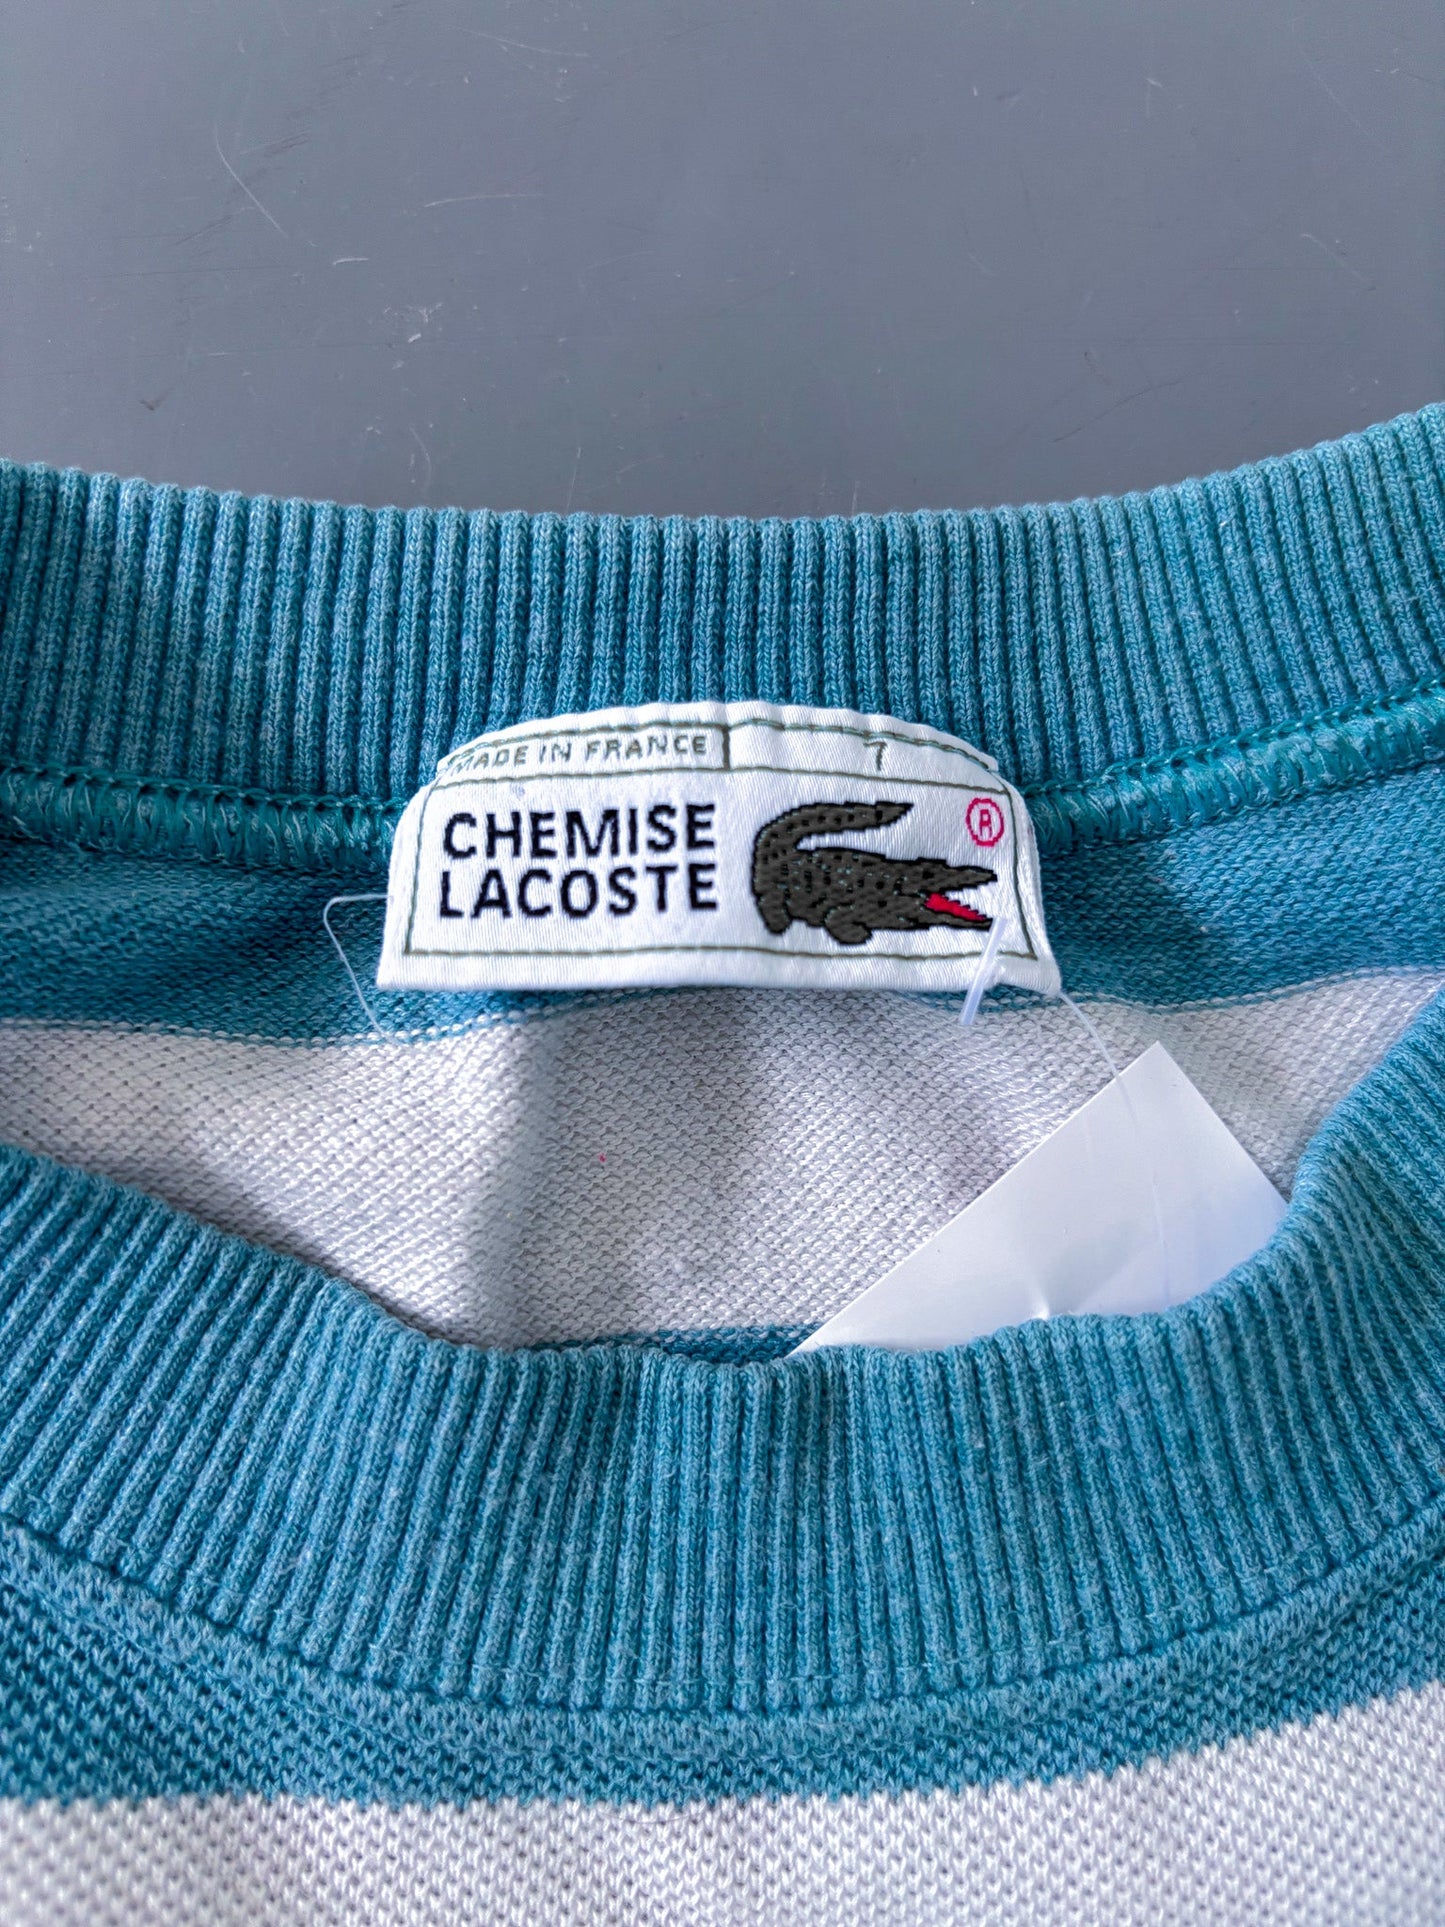 MADE IN FRANCE 7
CHEMISE
LACOSTE
®